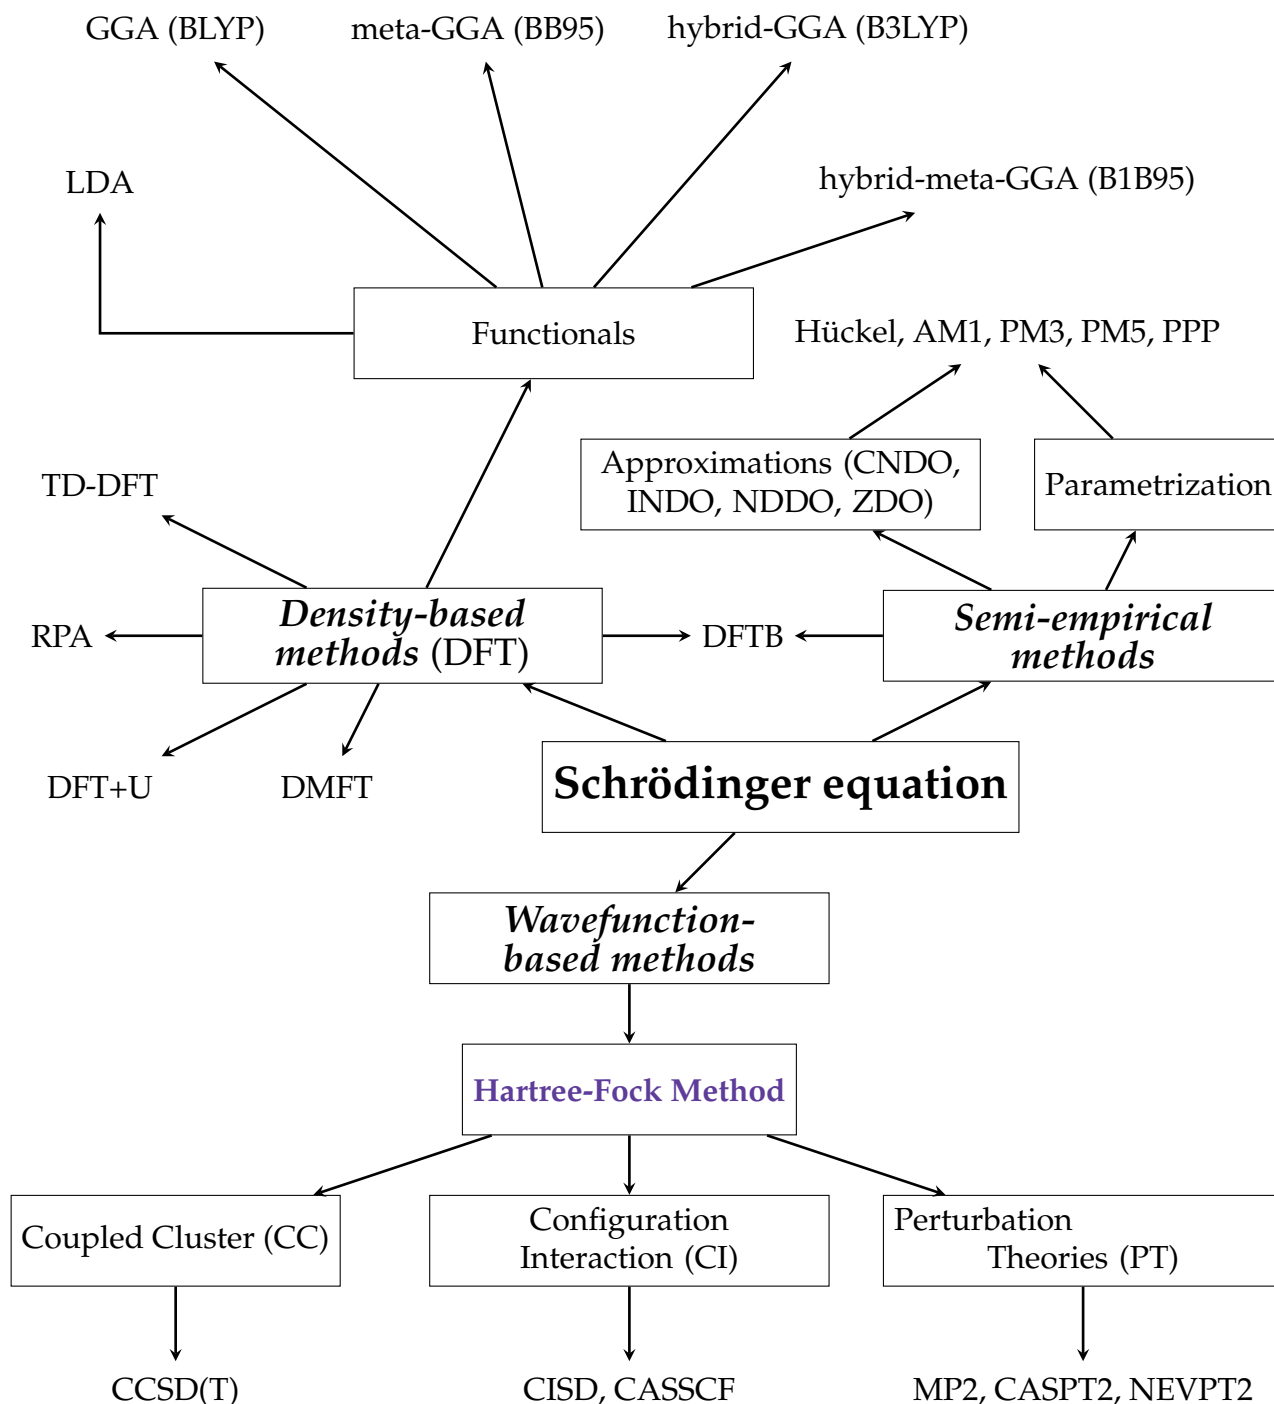 GGA (BLYP)
meta-GGA (BB95)
hybrid-GGA (B3LYP)
LDA
hybrid-meta-GGA (B1B95)
Functionals
Hückel, AM1, PM3, PM5, PPP
TD-DFT
Approximations (CNDO,
INDO, NDDO, ZDO)
Parametrization
RPA
Density-based
methods (DFT)
DFTB
Semi-empirical
methods
DFT+U
DMFT
Schrödinger equation
Wavefunction-
based methods
Hartree-Fock Method
Coupled Cluster (CC)
Configuration
Interaction (CI)
Perturbation
Theories (PT)
CCSD(T)
CISD, CASSCF
MP2, CASPT2, NEVPT2